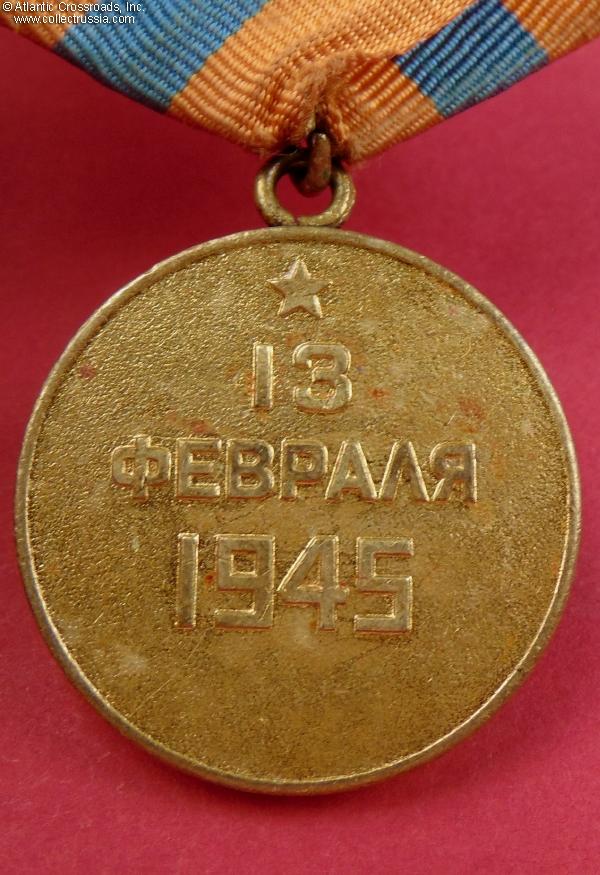 © Atlantic Crossroads, Inc.
www.collectrussia.com
13
ФЕВРАЛЯ
1945